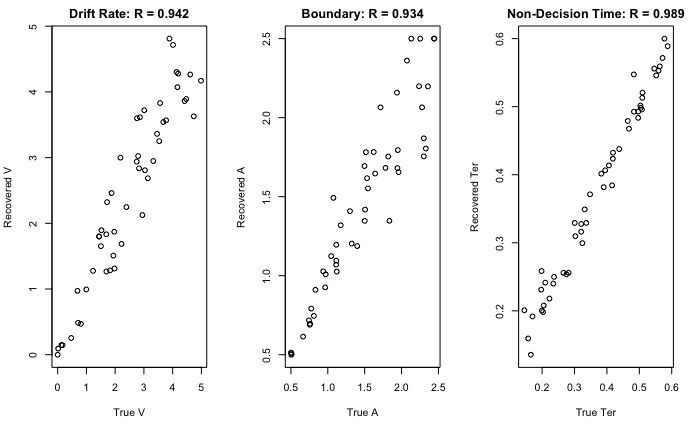 Drift Rate: R = 0.942
Recovered V
0 1 2 3 4 5
0 1 2 3 4 5
True V
Boundary: R = 0.934
Recovered A
0.5 1.0 1.5 2.0 2.5
0.5 1.0 1.5 2.0 2.5
True A
Non-Decision Time: R = 0.989
Recovered Ter
0.2 0.3 0.4 0.5 0.6
0.2 0.3 0.4 0.5 0.6
True Ter